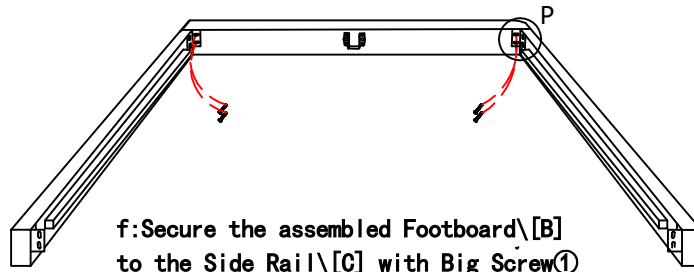 P
f:Secure the assembled Footboard\[B]
to the Side Rail\[C] with Big Screw①